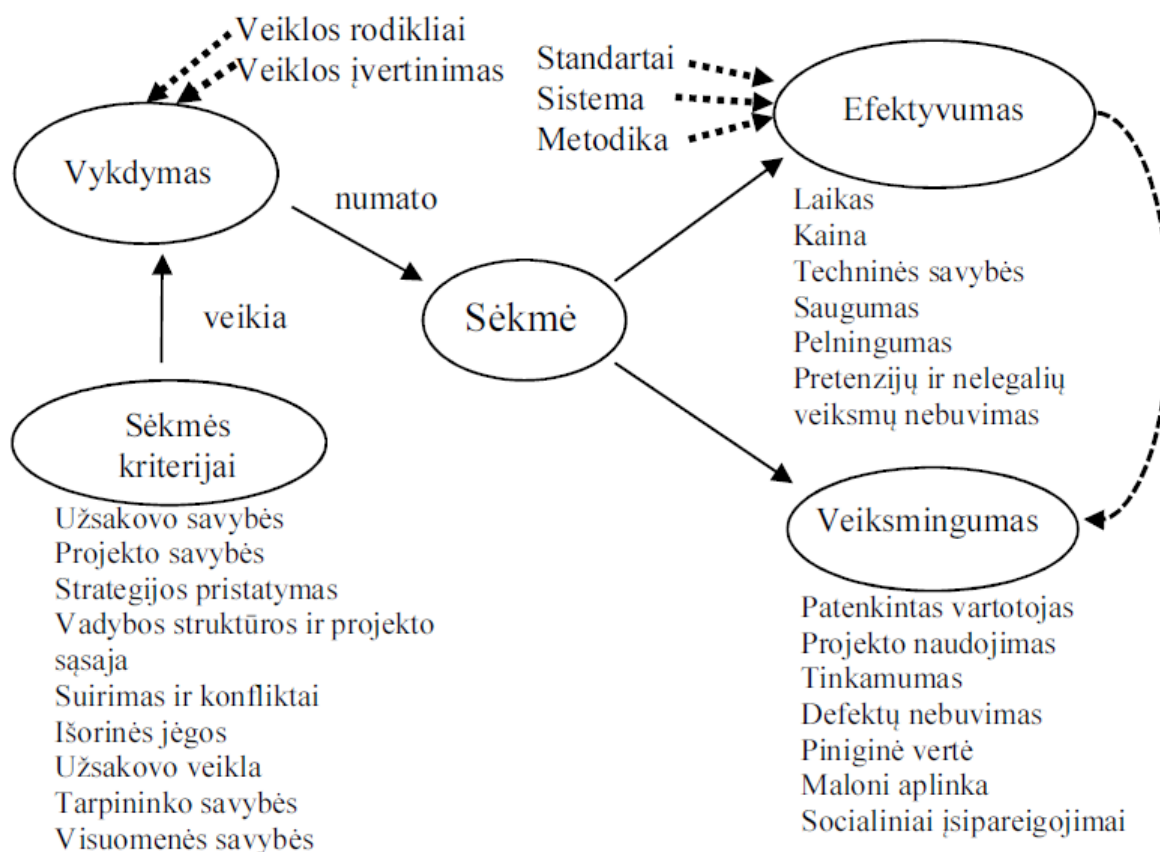 Veiklos rodikliai
Veiklos įvertinimas
Vykdymas
numato
veikia
Sėkmės
kriterijai
Užsakovo savybės
Projekto savybės
Strategijos pristatymas
Vadybos struktūros ir projekto
sąsaja
Suirimas ir konfliktai
Išorinės jėgos
Užsakovo veikla
Tarpininko savybės
Visuomenės savybės
Sėkmė
Standartai
Sistema
Metodika
Efektyvumas
Laikas
Kaina
Techninės savybės
Saugumas
Pelningumas
Pretenzijų ir nelegalių
veiksmų nebuvimas
Veiksmingumas
Patenkintas vartotojas
Projekto naudojimas
Tinkamumas
Defektų nebuvimas
Piniginė vertė
Maloni aplinka
Socialiniai įsipareigojimai